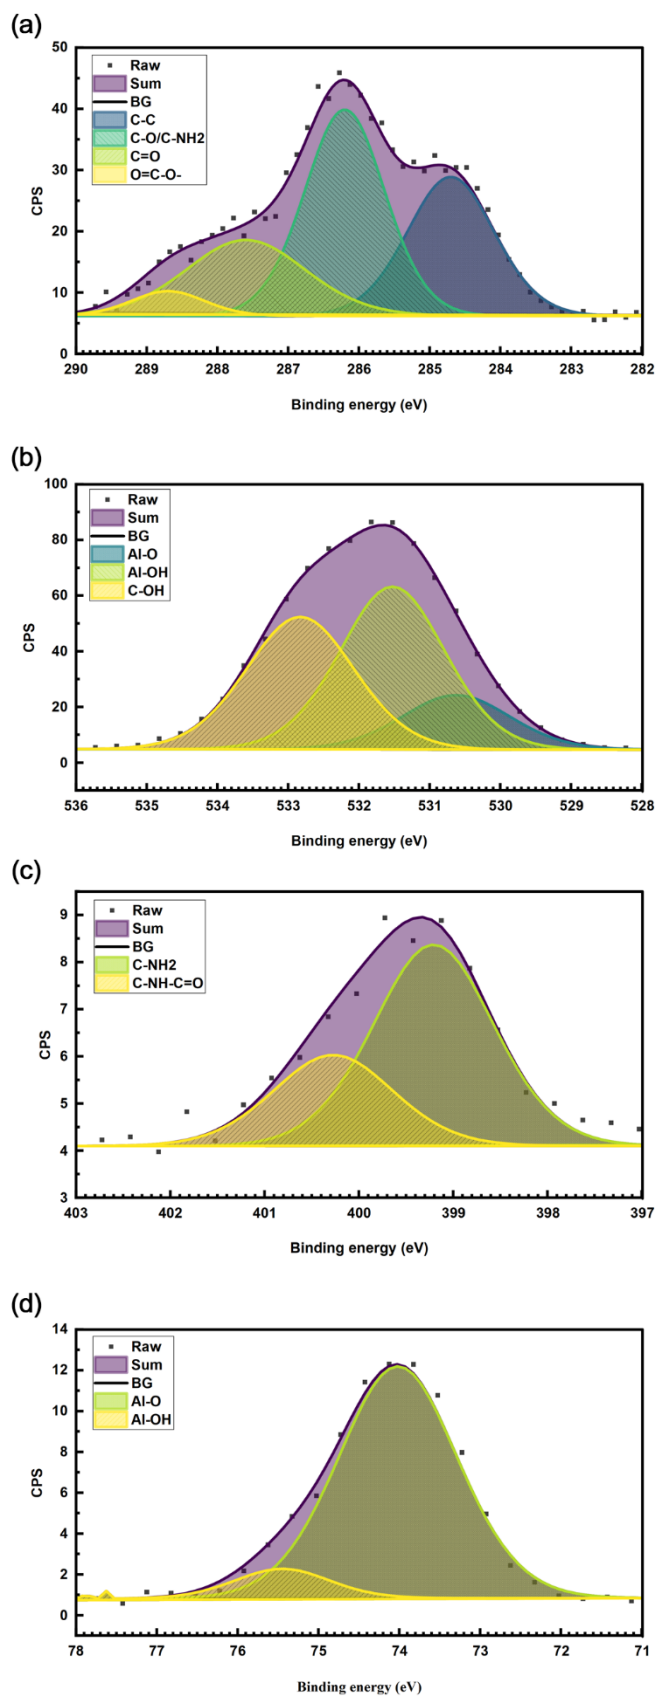 (a)
50
40
30
20
10
0
CPS
Raw
Sum
BG
C-C
C-O/C-NH2
C=O
O=C-O-
290 289 288 287 286 285 284 283 282
Binding energy (eV)
(b)
100
80
60
40
20
0
CPS
Raw
Sum
BG
Al-O
Al-OH
C-OH
536 535 534 533 532 531 530 529 528
Binding energy (eV)
(c)
9
8
7
6
5
4
3
CPS
Raw
Sum
BG
C-NH2
C-NH-C=O
403 402 401 400 399 398 397
Binding energy (eV)
(d)
14
12
10
8
6
4
2
0
CPS
Raw
Sum
BG
Al-O
Al-OH
78 77 76 75 74 73 72 71
Binding energy (eV)